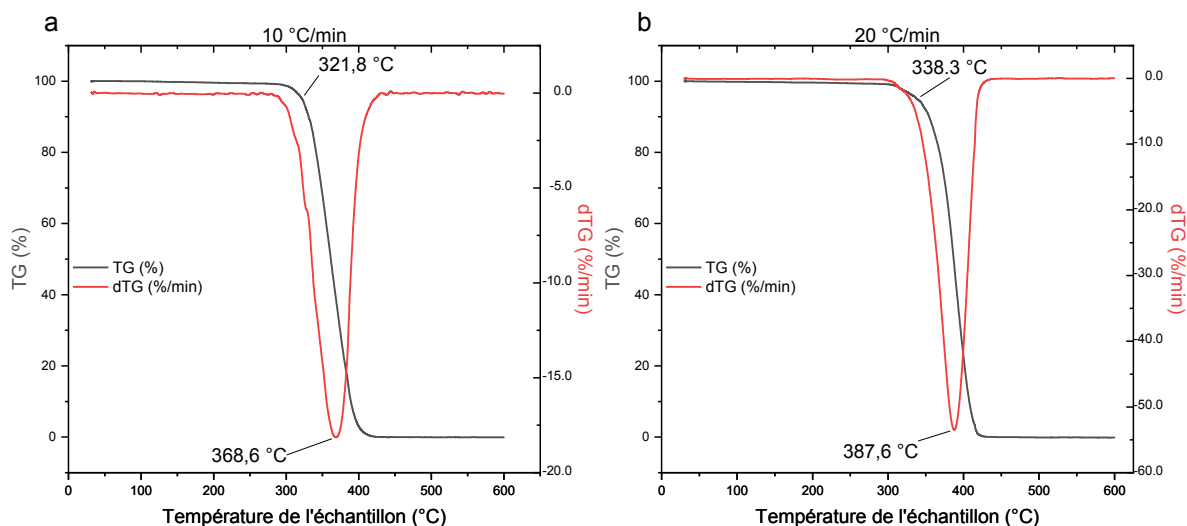 a
10 °C/min
321,8 °C
100
80
60
40
20
0
TG (%)
TG (%)
dTG (%/min)
368,6 °C
0.0
-5.0
-10.0
-15.0
-20.0
dTG (%/min)
0 100 200 300 400 500 600
Température de l'échantillon (°C)
b
20 °C/min
338.3 °C
100
80
60
40
20
0
TG (%)
TG (%)
dTG (%/min)
387,6 °C
0.0
-10.0
-20.0
-30.0
-40.0
-50.0
-60.0
dTG (%/min)
0 100 200 300 400 500 600
Température de l'échantillon (°C)